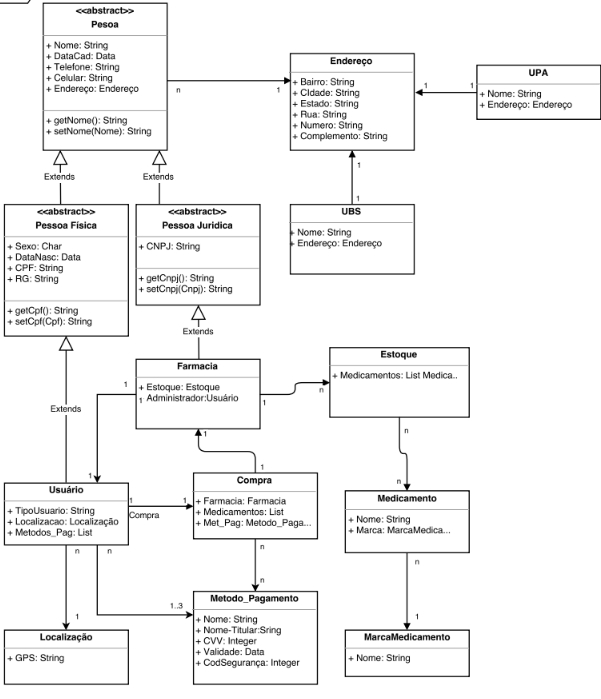 <<abstract>>
Pesoa
+ Nome: String
+ DataCad: Data
+ Telefone: String
+ Celular: String
+ Endereço: Endereço
+ getNome(): String
+ setNome(Nome): String
n
1
Endereço
+ Bairro: String
+ CIdade: String
+ Estado: String
+ Rua: String
+ Numero: String
+ Complemento: String
1
1
UPA
+ Nome: String
+ Endereço: Endereço
1
1
UBS
+ Nome: String
+ Endereço: Endereço
Extends
Extends
<<abstract>>
Pessoa Física
+ Sexo: Char
+ DataNasc: Data
+ CPF: String
+ RG: String
+ getCpf(): String
+ setCpf(Cpf): String
<<abstract>>
Pessoa Juridica
+ CNPJ: String
+ getCnpj(): String
+ setCnpj(Cnpj): String
Extends
Extends
Farmacia
+ Estoque: Estoque
Administrador:Usuário
1
1
1
n
1
Estoque
+ Medicamentos: List Medica..
n
n
1
1
Usuário
+ TipoUsuario: String
+ Localizacao: Localização
+ Metodos_Pag: List
1
1
Compra
Compra
+ Farmacia: Farmacia
+ Medicamentos: List
+ Met_Pag: Metodo_Paga...
Medicamento
+ Nome: String
+ Marca: MarcaMedica...
n
n
n
n
n
1
1..3
1
Localização
+ GPS: String
Metodo_Pagamento
+ Nome: String
+ Nome-Titular:Sring
+ CVV: Integer
+ Validade: Data
+ CodSegurança: Integer
MarcaMedicamento
+ Nome: String